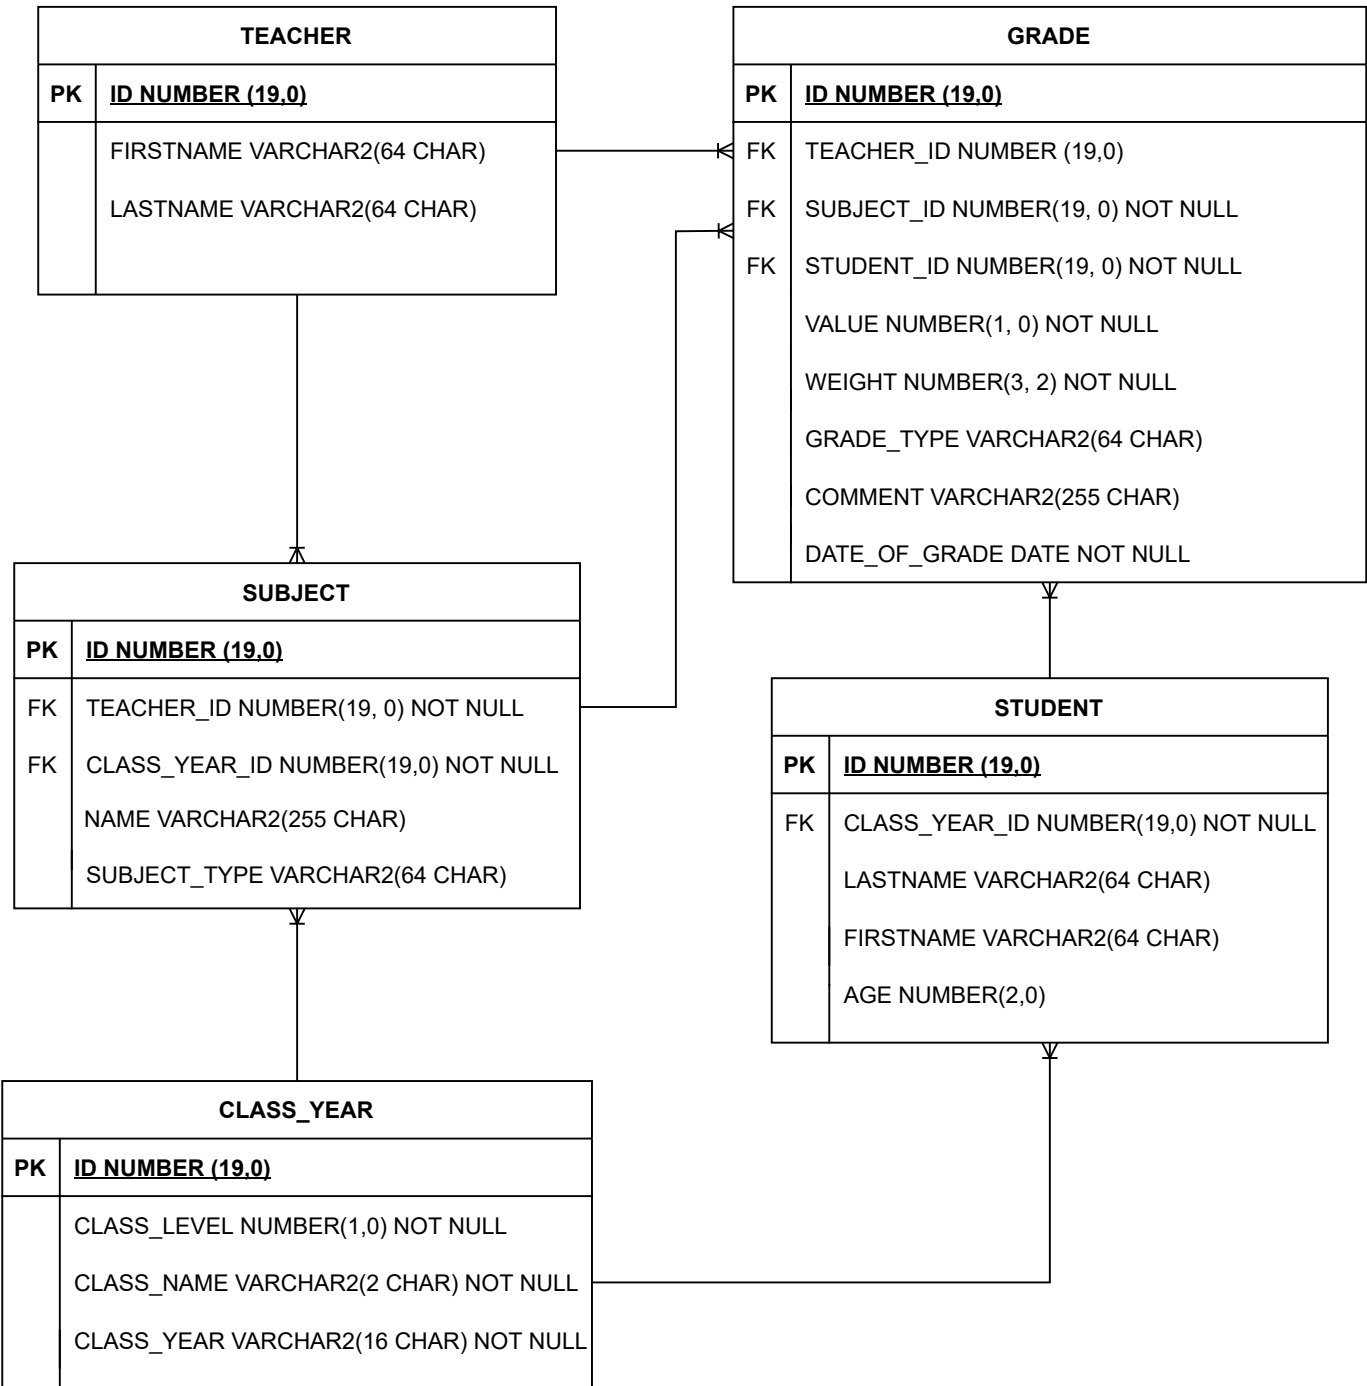 TEACHER
PK ID NUMBER (19,0)
FIRSTNAME VARCHAR2(64 CHAR)
LASTNAME VARCHAR2(64 CHAR)
GRADE
PK ID NUMBER (19,0)
FK TEACHER_ID NUMBER (19,0)
FK SUBJECT_ID NUMBER(19, 0) NOT NULL
FK STUDENT_ID NUMBER(19, 0) NOT NULL
VALUE NUMBER(1, 0) NOT NULL
WEIGHT NUMBER(3, 2) NOT NULL
GRADE_TYPE VARCHAR2(64 CHAR)
COMMENT VARCHAR2(255 CHAR)
DATE_OF_GRADE DATE NOT NULL
SUBJECT
PK ID NUMBER (19,0)
FK TEACHER_ID NUMBER(19, 0) NOT NULL
FK CLASS_YEAR_ID NUMBER(19,0) NOT NULL
NAME VARCHAR2(255 CHAR)
SUBJECT_TYPE VARCHAR2(64 CHAR)
STUDENT
PK ID NUMBER (19,0)
FK CLASS_YEAR_ID NUMBER(19,0) NOT NULL
LASTNAME VARCHAR2(64 CHAR)
FIRSTNAME VARCHAR2(64 CHAR)
AGE NUMBER(2,0)
CLASS_YEAR
PK ID NUMBER (19,0)
CLASS_LEVEL NUMBER(1,0) NOT NULL
CLASS_NAME VARCHAR2(2 CHAR) NOT NULL
CLASS_YEAR VARCHAR2(16 CHAR) NOT NULL